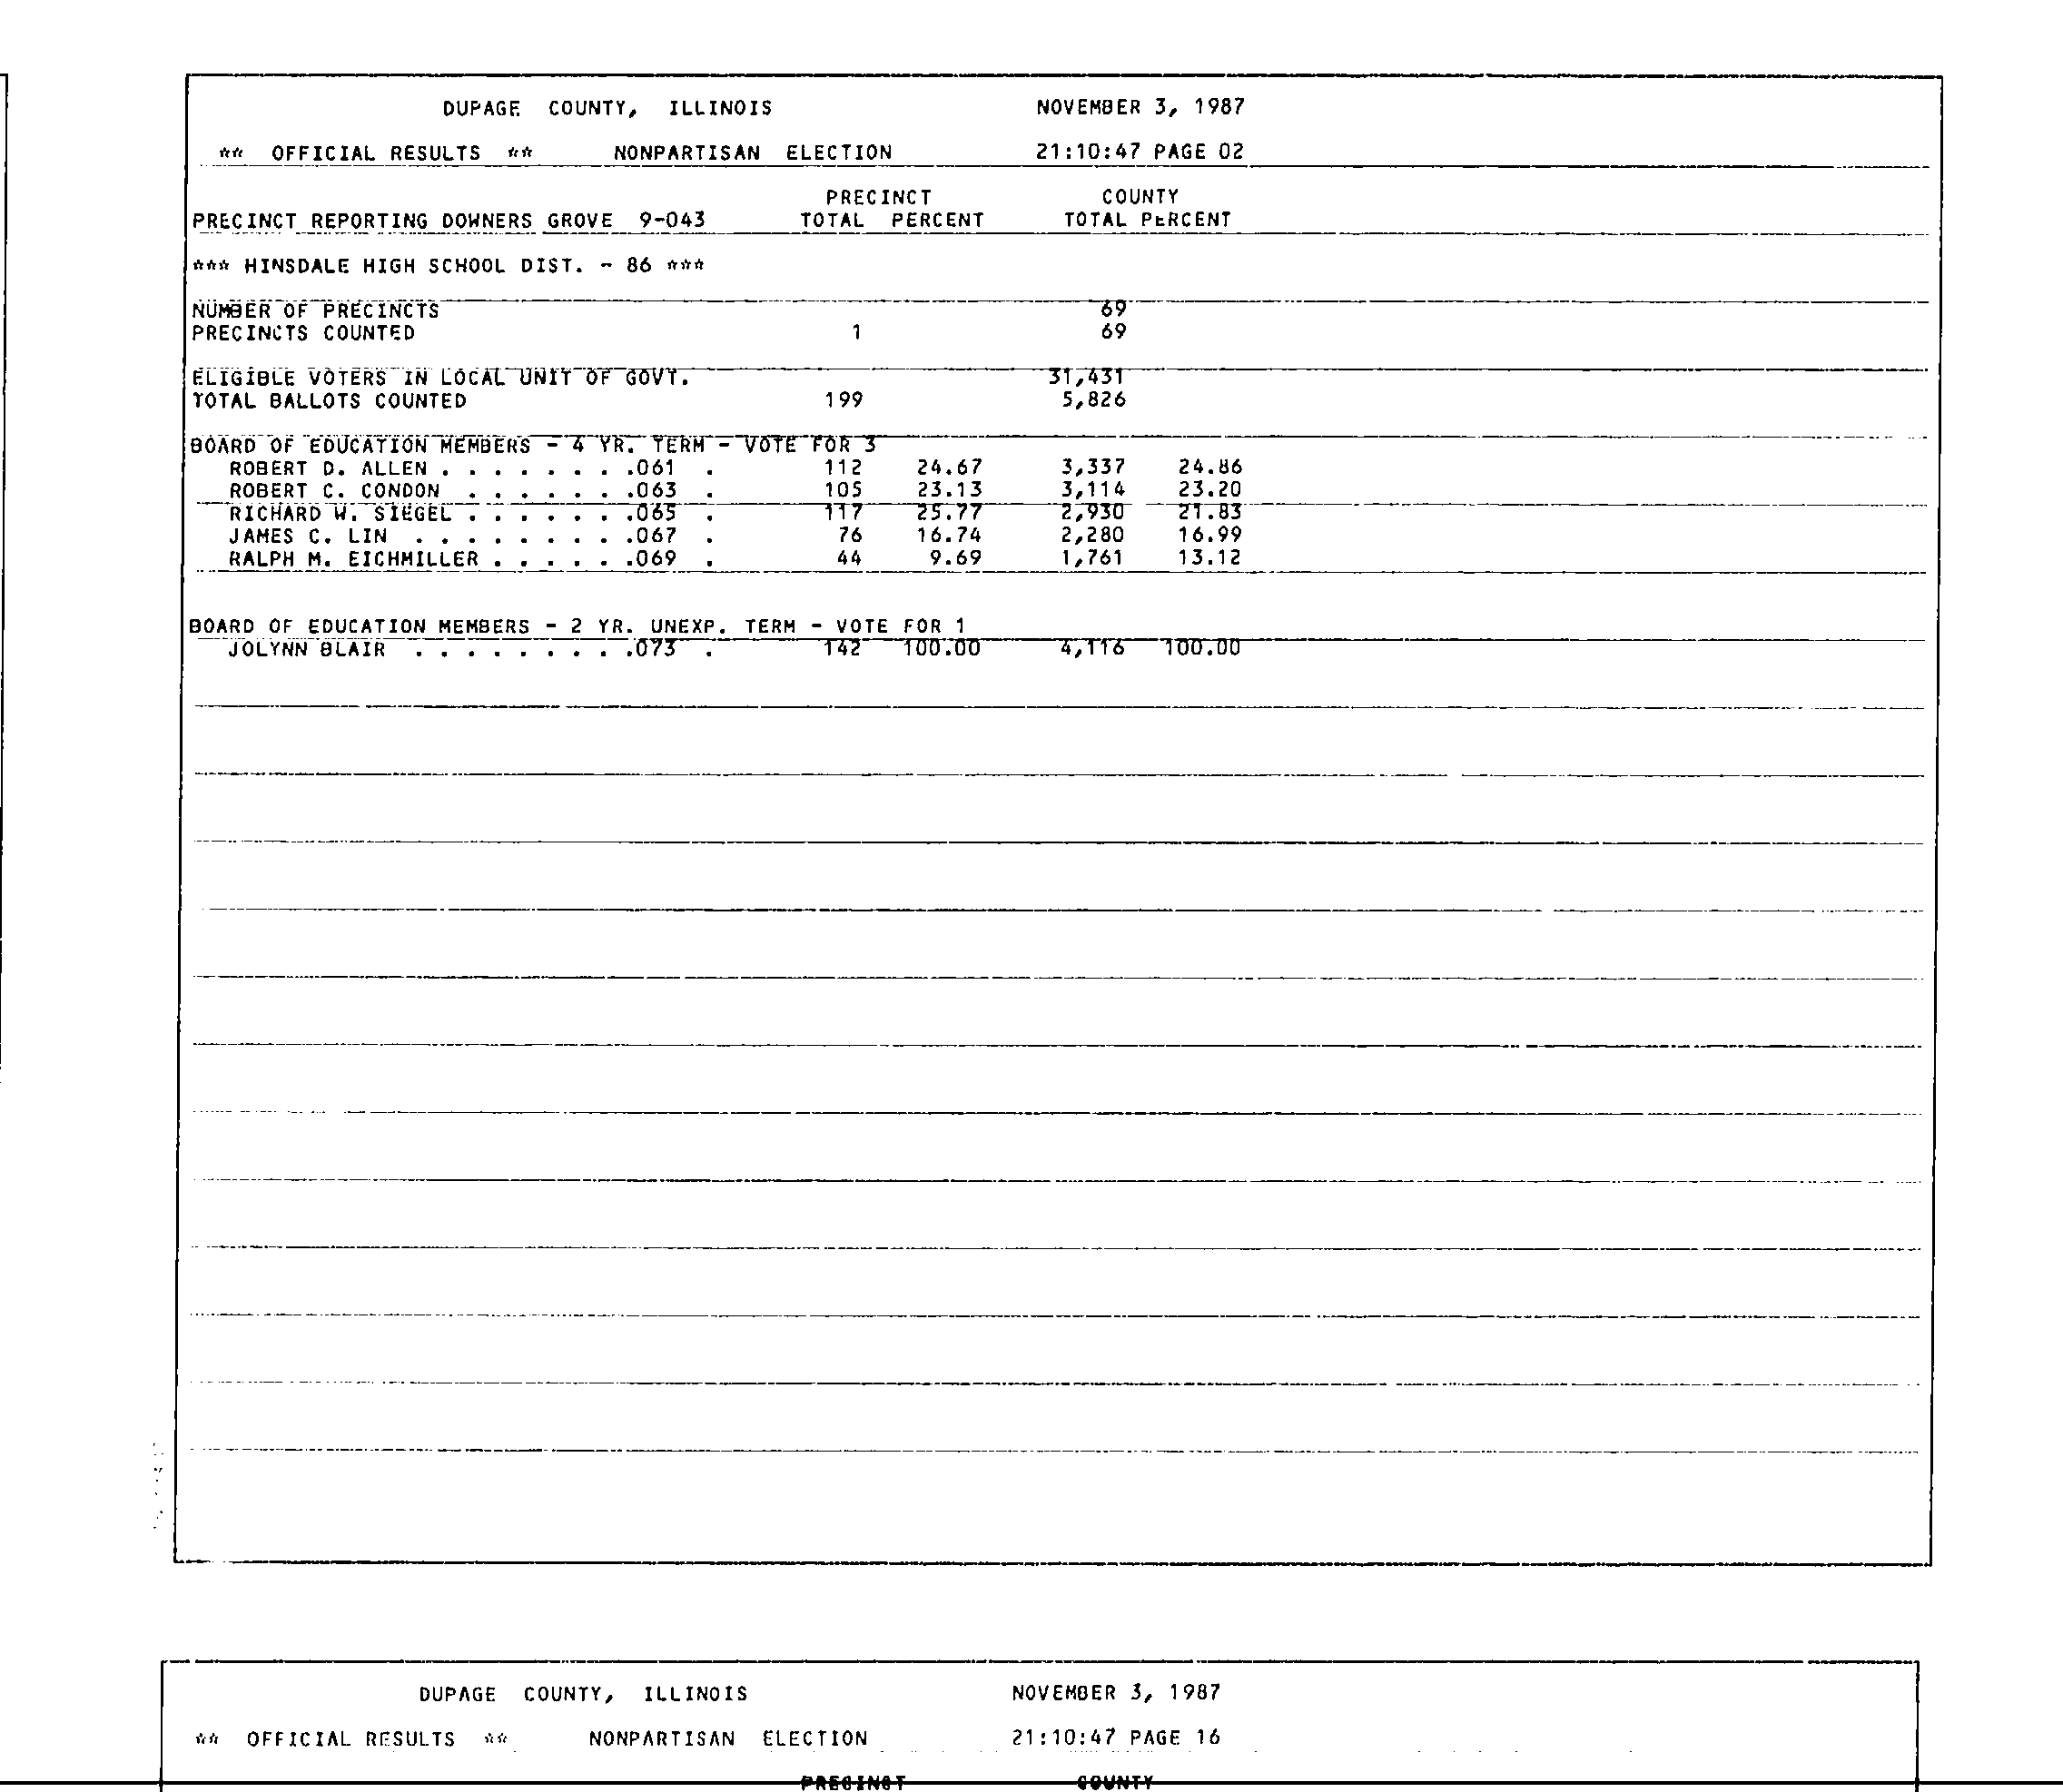 DUPAGE COUNTY, ILLINOIS NOVEMBER 3, 1987
** OFFICIAL RESULTS ** NONPARTISAN ELECTION 21:10:47 PAGE 02
PRECINCT COUNTY
PRECINCT REPORTING DOWNERS GROVE 9-043 TOTAL PERCENT TOTAL PERCENT
*** HINSDALE HIGH SCHOOL DIST. - 86 ***
NUMBER OF PRECINCTS 69
PRECINCTS COUNTED 1 69
ELIGIBLE VOTERS IN LOCAL UNIT OF GOVT. 31,431
TOTAL BALLOTS COUNTED 199 5,826
BOARD OF EDUCATION MEMBERS - 4 YR. TERM - VOTE FOR 3
ROBERT D. ALLEN . . . . . . . .061 . 112 24.67 3,337 24.86
ROBERT C. CONDON . . . . . . .063 . 105 23.13 3,114 23.20
RICHARD W. SIEGEL . . . . . . .065 . 117 25.77 2,930 21.83
JAMES C. LIN . . . . . . . . .067 . 76 16.74 2,280 16.99
RALPH M. EICHMILLER . . . . . .069 . 44 9.69 1,761 13.12
BOARD OF EDUCATION MEMBERS - 2 YR. UNEXP. TERM - VOTE FOR 1
JOLYNN BLAIR . . . . . . . . .073 . 142 100.00 4,116 100.00
DUPAGE COUNTY, ILLINOIS NOVEMBER 3, 1987
** OFFICIAL RESULTS ** NONPARTISAN ELECTION 21:10:47 PAGE 16
PRECINCT COUNTY